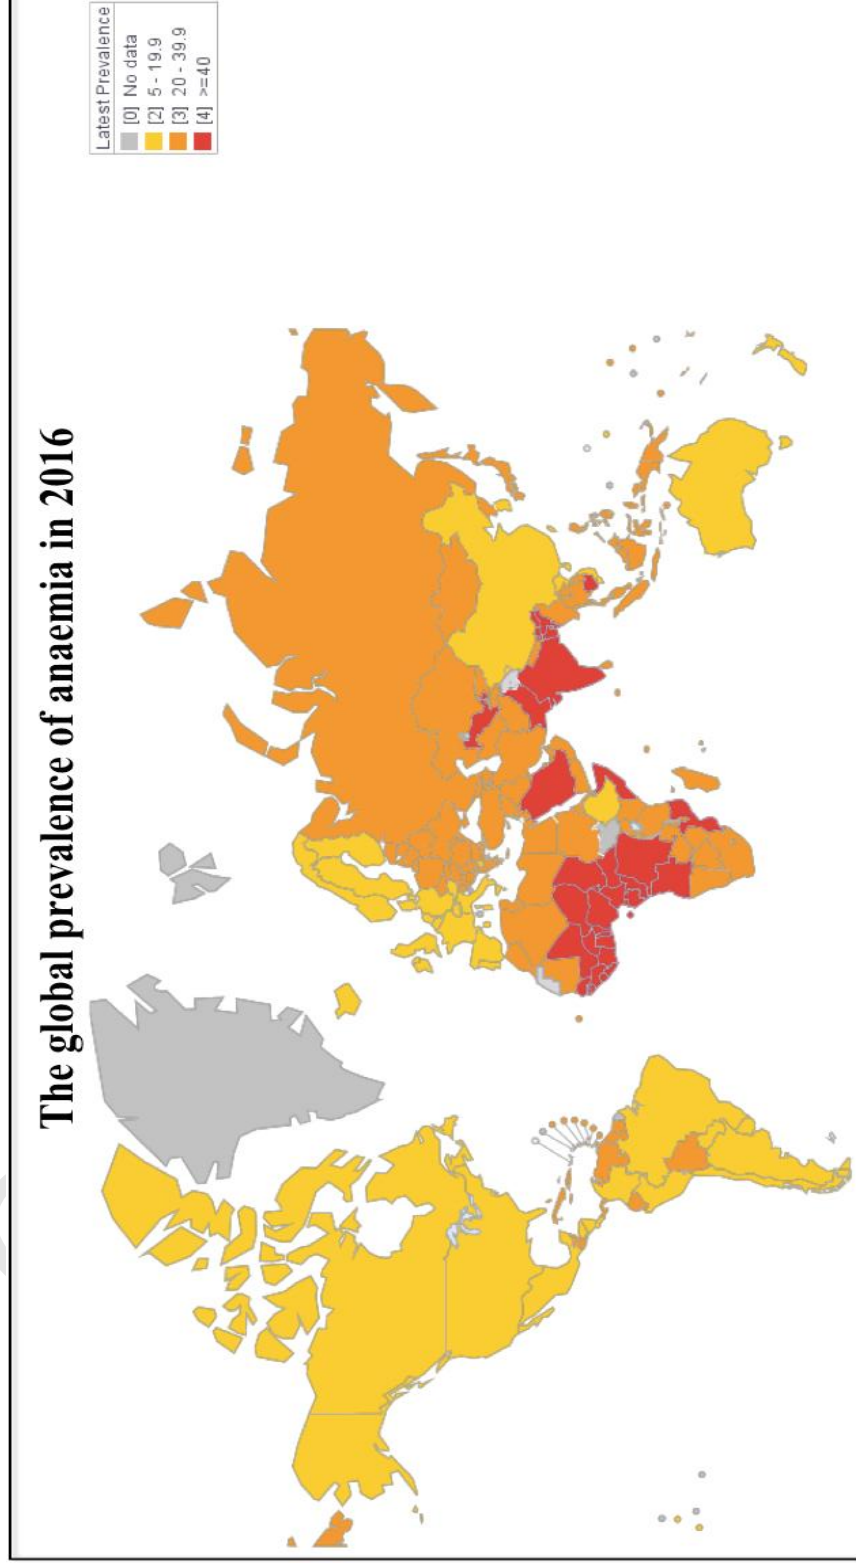 The global prevalence of anaemia in 2016
Latest Prevalence
[0] No data
[2] 5 - 19.9
[3] 20 - 39.9
[4] >=40